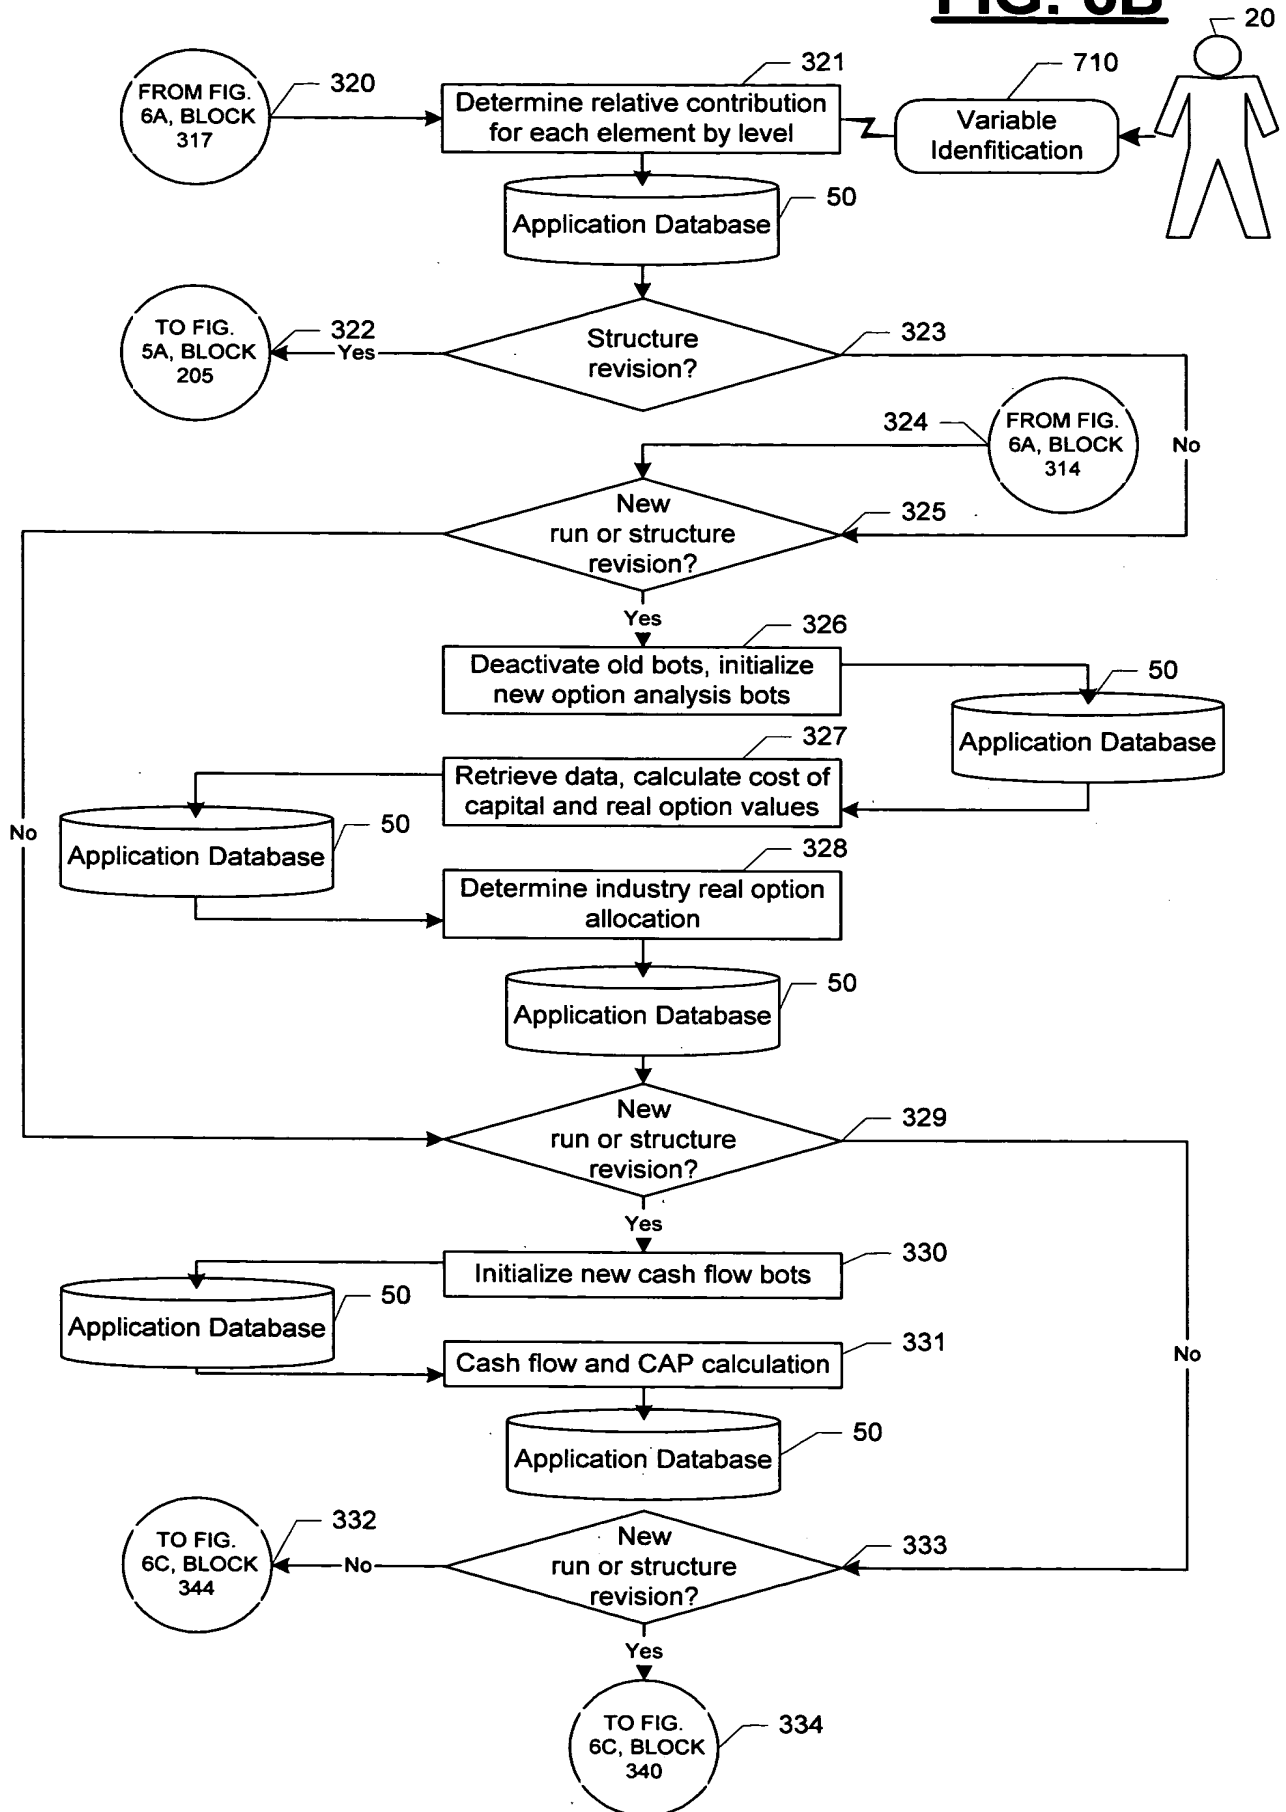 FIG. 6B
20
FROM FIG.
6A, BLOCK
317
320
321
Determine relative contribution
for each element by level
710
Variable
Idenfitication
50
Application Database
TO FIG.
5A, BLOCK
205
322
Yes
Structure
revision?
323
324
FROM FIG.
6A, BLOCK
314
No
New
run or structure
revision?
325
Yes
326
Deactivate old bots, initialize
new option analysis bots
50
Application Database
327
Retrieve data, calculate cost of
capital and real option values
No
50
Application Database
328
Determine industry real option
allocation
50
Application Database
New
run or structure
revision?
329
Yes
330
Initialize new cash flow bots
50
Application Database
331
Cash flow and CAP calculation
No
50
Application Database
TO FIG.
6C, BLOCK
344
332
No
New
run or structure
revision?
333
Yes
TO FIG.
6C, BLOCK
340
334